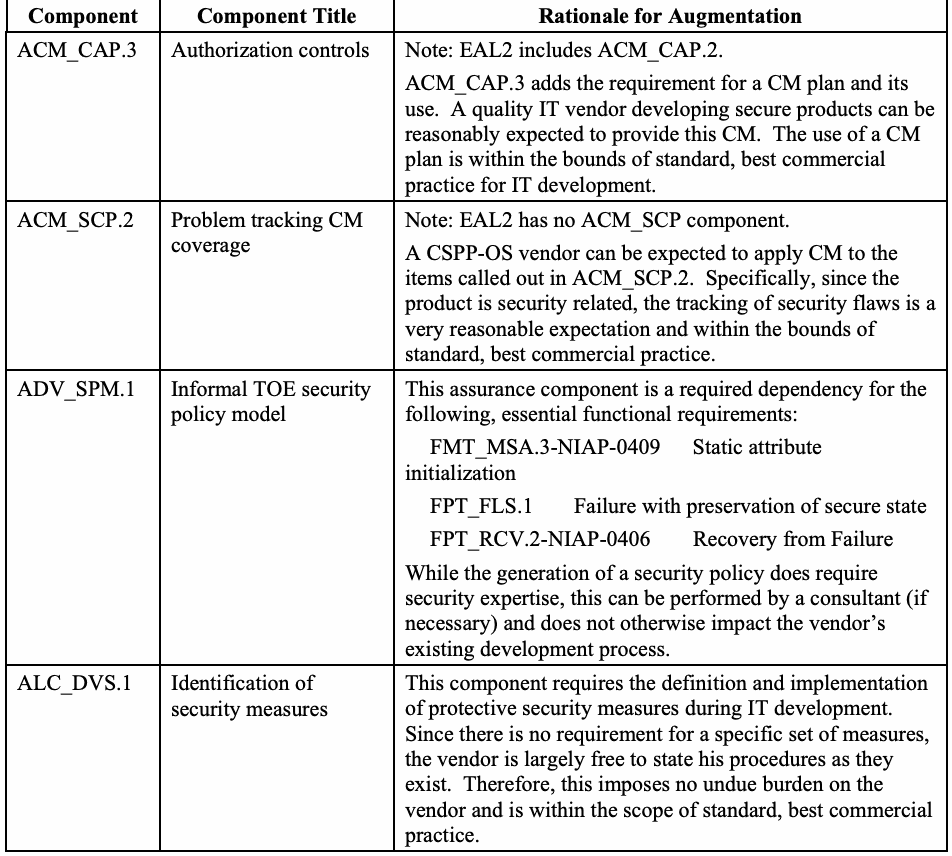 Component Component Title Rationale for Augmentation
ACM_CAP.3 Authorization controls Note: EAL2 includes ACM_CAP.2.
ACM_CAP.3 adds the requirement for a CM plan and its
use. A quality IT vendor developing secure products can be
reasonably expected to provide this CM. The use of a CM
plan is within the bounds of standard, best commercial
practice for IT development.
ACM_SCP.2 Problem tracking CM Note: EAL2 has no ACM_SCP component.
coverage
A CSPP-OS vendor can be expected to apply CM to the
items called out in ACM_SCP.2. Specifically, since the
product is security related, the tracking of security flaws is a
very reasonable expectation and within the bounds of
standard, best commercial practice.
ADV_SPM.1 Informal TOE security This assurance component is a required dependency for the
policy model following, essential functional requirements:
FMT_MSA.3-NIAP-0409 Static attribute
initialization
FPT_FLS.1 Failure with preservation of secure state
FPT_RCV.2-NIAP-0406 Recovery from Failure
While the generation of a security policy does require
security expertise, this can be performed by a consultant (if
necessary) and does not otherwise impact the vendor's
existing development process.
ALC_DVS.1 Identification of This component requires the definition and implementation
security measures of protective security measures during IT development.
Since there is no requirement for a specific set of measures,
the vendor is largely free to state his procedures as they
exist. Therefore, this imposes no undue burden on the
vendor and is within the scope of standard, best commercial
practice.